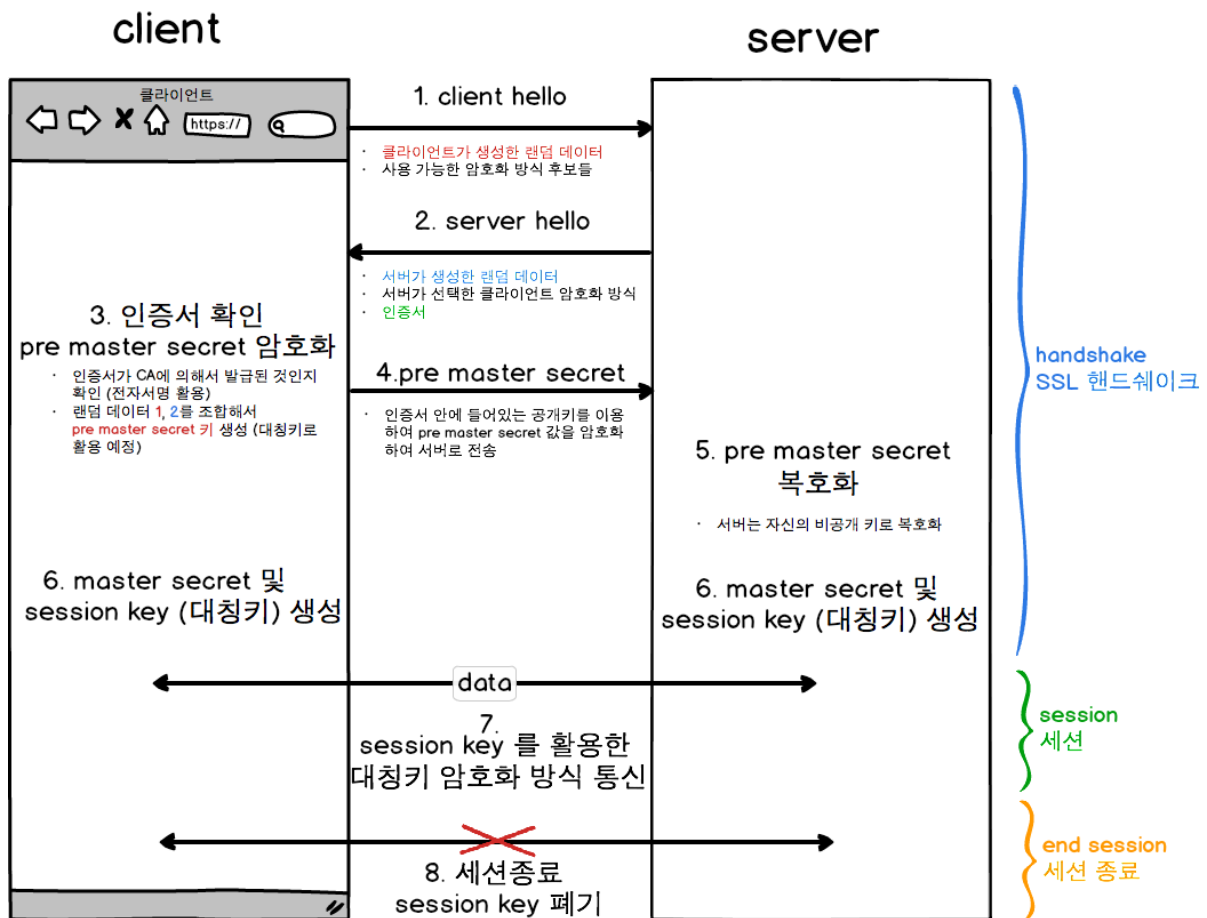 client
server
클라이언트
https://
1. client hello
· 클라이언트가 생성한 랜덤 데이터
· 사용 가능한 암호화 방식 후보들
2. server hello
· 서버가 생성한 랜덤 데이터
· 서버가 선택한 클라이언트 암호화 방식
· 인증서
3. 인증서 확인
pre master secret 암호화
· 인증서가 CA에 의해서 발급된 것인지
확인 (전자서명 활용)
· 랜덤 데이터 1, 2를 조합해서
pre master secret 키 생성 (대칭키로
활용 예정)
4.pre master secret
· 인증서 안에 들어있는 공개키를 이용
하여 pre master secret 값을 암호화
하여 서버로 전송
handshake
SSL 핸드쉐이크
5. pre master secret
복호화
· 서버는 자신의 비공개 키로 복호화
6. master secret 및
session key (대칭키) 생성
6. master secret 및
session key (대칭키) 생성
data
7.
session key 를 활용한
대칭키 암호화 방식 통신
session
세션
8. 세션종료
session key 폐기
end session
세션 종료